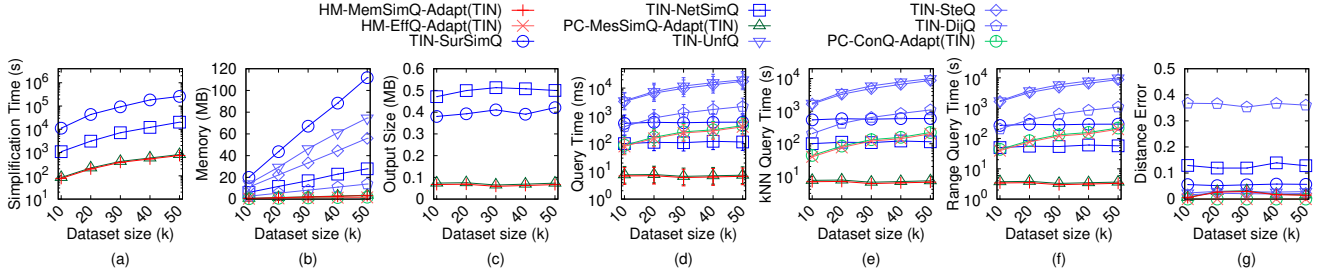 HM-MemSimQ-Adapt(TIN)
HM-EffQ-Adapt(TIN)
TIN-SurSimQ
TIN-NetSimQ
PC-MesSimQ-Adapt(TIN)
TIN-UnfQ
TIN-SteQ
TIN-DijQ
PC-ConQ-Adapt(TIN)
Simplification Time (s)
10^6
10^5
10^4
10^3
10^2
10^1
10 20 30 40 50
Dataset size (k)
(a)
Memory (MB)
120
100
80
60
40
20
0
10 20 30 40 50
Dataset size (k)
(b)
Output Size (MB)
0.6
0.5
0.4
0.3
0.2
0.1
0
10 20 30 40 50
Dataset size (k)
(c)
Query Time (ms)
10^5
10^4
10^3
10^2
10^1
10^0
10 20 30 40 50
Dataset size (k)
(d)
kNN Query Time (s)
10^4
10^3
10^2
10^1
10 20 30 40 50
Dataset size (k)
(e)
Range Query Time (s)
10^4
10^3
10^2
10^1
10^0
10 20 30 40 50
Dataset size (k)
(f)
Distance Error
0.5
0.4
0.3
0.2
0.1
0
10 20 30 40 50
Dataset size (k)
(g)